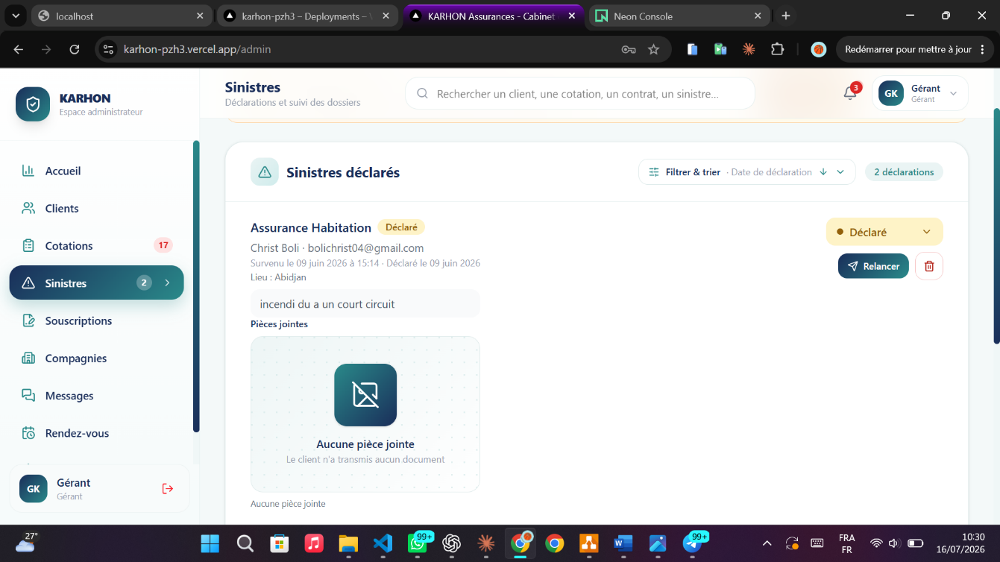 localhost
karhon-pzh3 – Deployments – V
KARHON Assurances - Cabinet
Neon Console
karhon-pzh3.vercel.app/admin
Redémarrer pour mettre à jour
KARHON
Espace administrateur
Sinistres
Déclarations et suivi des dossiers
Rechercher un client, une cotation, un contrat, un sinistre...
3
GK
Gérant
Gérant
Accueil
Clients
Cotations 17
Sinistres 2
Souscriptions
Compagnies
Messages
Rendez-vous
GK
Gérant
Gérant
Sinistres déclarés
Filtrer & trier · Date de déclaration
2 déclarations
Assurance Habitation Déclaré
Christ Boli · bolichrist04@gmail.com
Survenu le 09 juin 2026 à 15:14 · Déclaré le 09 juin 2026
Lieu : Abidjan
incendi du a un court circuit
Pièces jointes
Aucune pièce jointe
Le client n'a transmis aucun document
Aucune pièce jointe
Déclaré
Relancer
27°
99+
99+
FRA
FR
10:30
16/07/2026